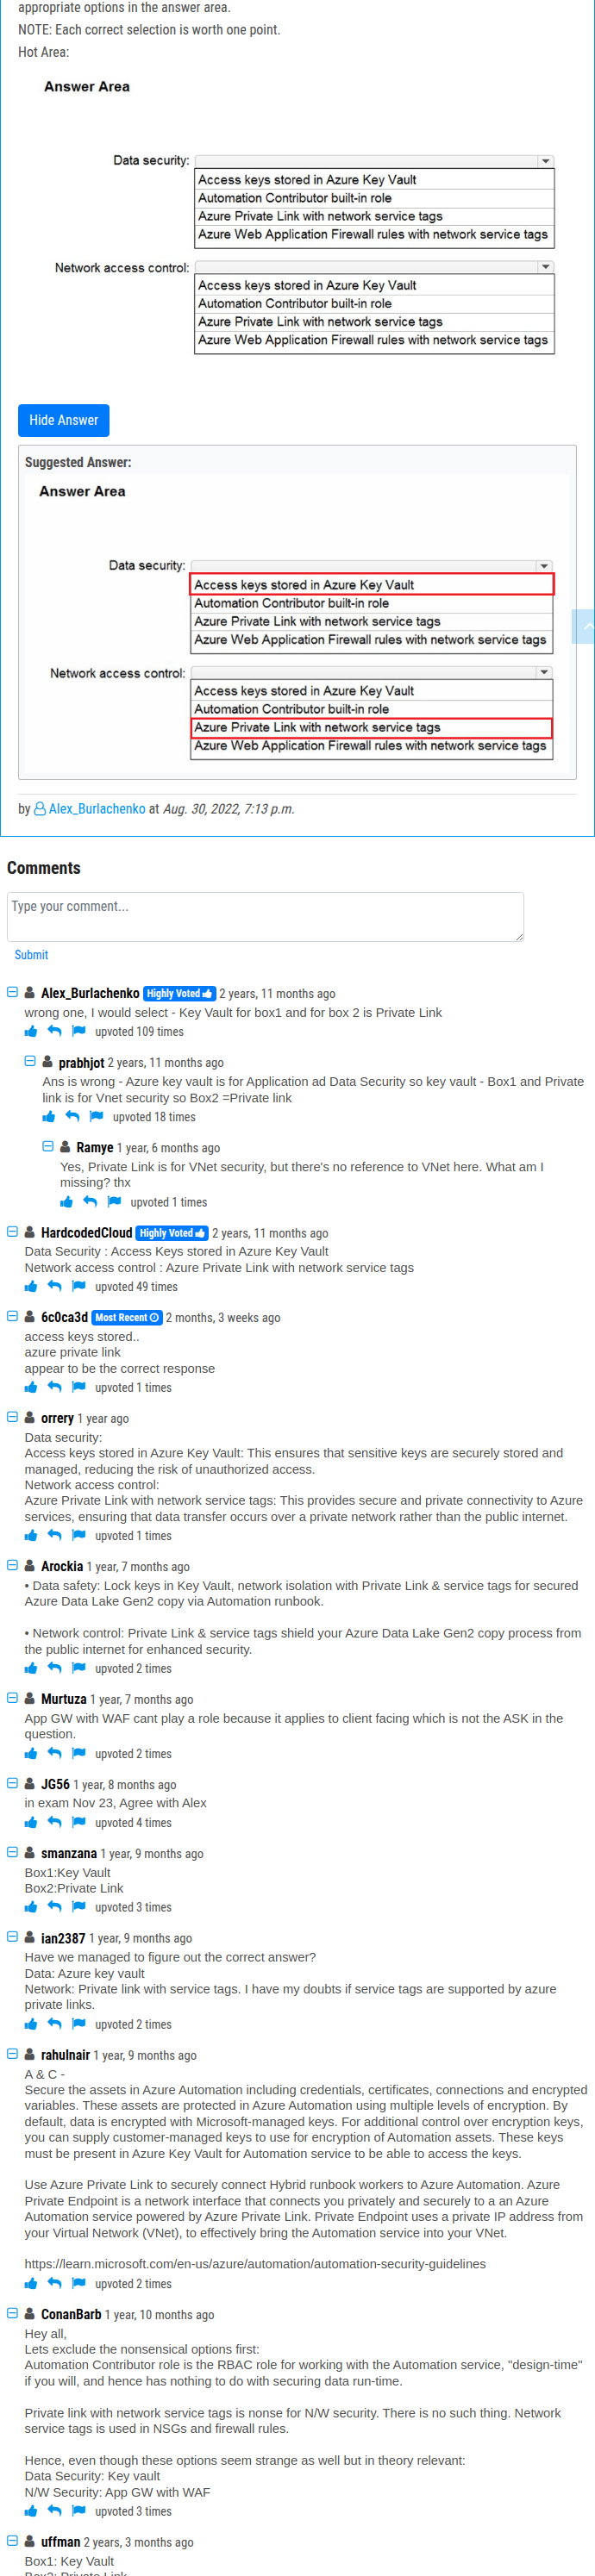 appropriate options in the answer area.
NOTE: Each correct selection is worth one point.
Hot Area:
Answer Area
Data security:
Access keys stored in Azure Key Vault
Automation Contributor built-in role
Azure Private Link with network service tags
Azure Web Application Firewall rules with network service tags
Network access control:
Access keys stored in Azure Key Vault
Automation Contributor built-in role
Azure Private Link with network service tags
Azure Web Application Firewall rules with network service tags
Hide Answer
Suggested Answer:
Answer Area
Data security:
Access keys stored in Azure Key Vault
Automation Contributor built-in role
Azure Private Link with network service tags
Azure Web Application Firewall rules with network service tags
Network access control:
Access keys stored in Azure Key Vault
Automation Contributor built-in role
Azure Private Link with network service tags
Azure Web Application Firewall rules with network service tags
by Alex_Burlachenko at Aug. 30, 2022, 7:13 p.m.
Comments
Type your comment...
Submit
Alex_Burlachenko Highly Voted 2 years, 11 months ago
wrong one, I would select - Key Vault for box1 and for box 2 is Private Link
upvoted 109 times
prabhjot 2 years, 11 months ago
Ans is wrong - Azure key vault is for Application ad Data Security so key vault - Box1 and Private
link is for Vnet security so Box2 =Private link
upvoted 18 times
Ramye 1 year, 6 months ago
Yes, Private Link is for VNet security, but there's no reference to VNet here. What am I
missing? thx
upvoted 1 times
HardcodedCloud Highly Voted 2 years, 11 months ago
Data Security : Access Keys stored in Azure Key Vault
Network access control : Azure Private Link with network service tags
upvoted 49 times
6c0ca3d Most Recent 2 months, 3 weeks ago
access keys stored..
azure private link
appear to be the correct response
upvoted 1 times
orrery 1 year ago
Data security:
Access keys stored in Azure Key Vault: This ensures that sensitive keys are securely stored and
managed, reducing the risk of unauthorized access.
Network access control:
Azure Private Link with network service tags: This provides secure and private connectivity to Azure
services, ensuring that data transfer occurs over a private network rather than the public internet.
upvoted 1 times
Arockia 1 year, 7 months ago
• Data safety: Lock keys in Key Vault, network isolation with Private Link & service tags for secured
Azure Data Lake Gen2 copy via Automation runbook.
• Network control: Private Link & service tags shield your Azure Data Lake Gen2 copy process from
the public internet for enhanced security.
upvoted 2 times
Murtuza 1 year, 7 months ago
App GW with WAF cant play a role because it applies to client facing which is not the ASK in the
question.
upvoted 2 times
JG56 1 year, 8 months ago
in exam Nov 23, Agree with Alex
upvoted 4 times
smanzana 1 year, 9 months ago
Box1:Key Vault
Box2:Private Link
upvoted 3 times
ian2387 1 year, 9 months ago
Have we managed to figure out the correct answer?
Data: Azure key vault
Network: Private link with service tags. I have my doubts if service tags are supported by azure
private links.
upvoted 2 times
rahulnair 1 year, 9 months ago
A & C -
Secure the assets in Azure Automation including credentials, certificates, connections and encrypted
variables. These assets are protected in Azure Automation using multiple levels of encryption. By
default, data is encrypted with Microsoft-managed keys. For additional control over encryption keys,
you can supply customer-managed keys to use for encryption of Automation assets. These keys
must be present in Azure Key Vault for Automation service to be able to access the keys.
Use Azure Private Link to securely connect Hybrid runbook workers to Azure Automation. Azure
Private Endpoint is a network interface that connects you privately and securely to a an Azure
Automation service powered by Azure Private Link. Private Endpoint uses a private IP address from
your Virtual Network (VNet), to effectively bring the Automation service into your VNet.
https://learn.microsoft.com/en-us/azure/automation/automation-security-guidelines
upvoted 2 times
ConanBarb 1 year, 10 months ago
Hey all,
Lets exclude the nonsensical options first:
Automation Contributor role is the RBAC role for working with the Automation service, "design-time"
if you will, and hence has nothing to do with securing data run-time.
Private link with network service tags is nonse for N/W security. There is no such thing. Network
service tags is used in NSGs and firewall rules.
Hence, even though these options seem strange as well but in theory relevant:
Data Security: Key vault
N/W Security: App GW with WAF
upvoted 3 times
uffman 2 years, 3 months ago
Box1: Key Vault
Box2: Private Link